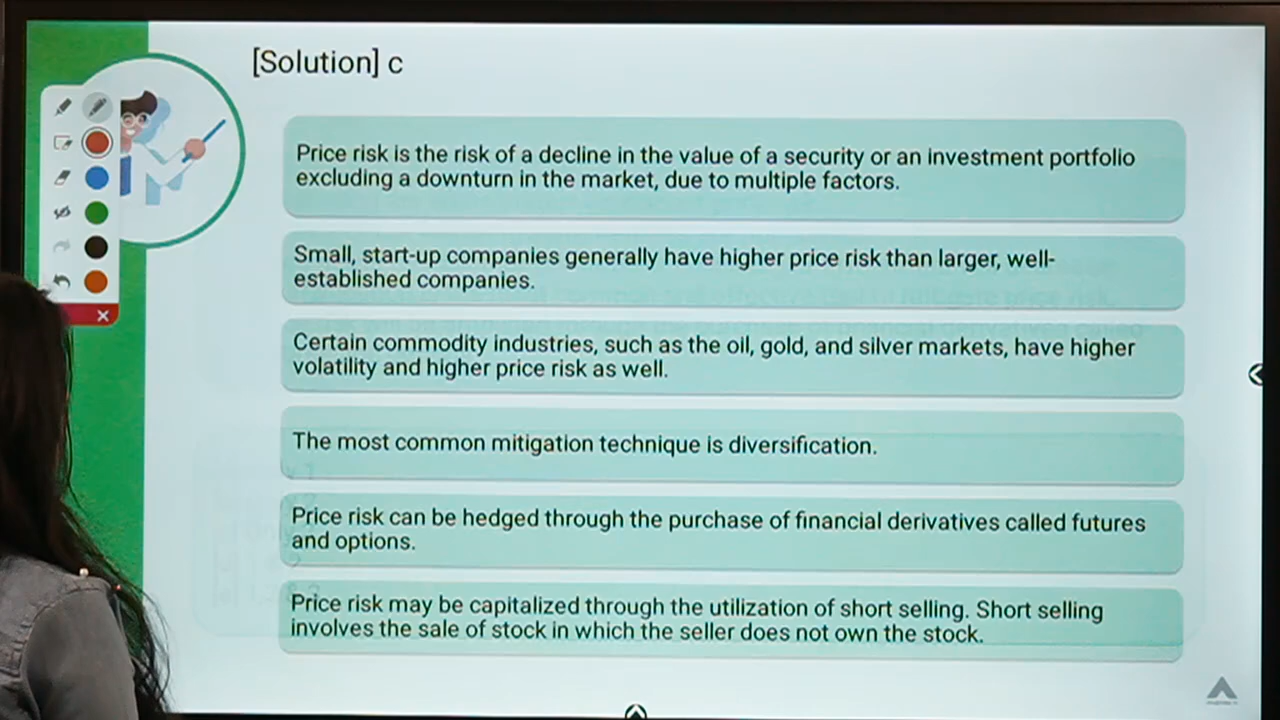 [Solution] c
Price risk is the risk of a decline in the value of a security or an investment portfolio
excluding a downturn in the market, due to multiple factors.
Small, start-up companies generally have higher price risk than larger, well-
established companies.
Certain commodity industries, such as the oil, gold, and silver markets, have higher
volatility and higher price risk as well.
The most common mitigation technique is diversification.
Price risk can be hedged through the purchase of financial derivatives called futures
and options.
Price risk may be capitalized through the utilization of short selling. Short selling
involves the sale of stock in which the seller does not own the stock.